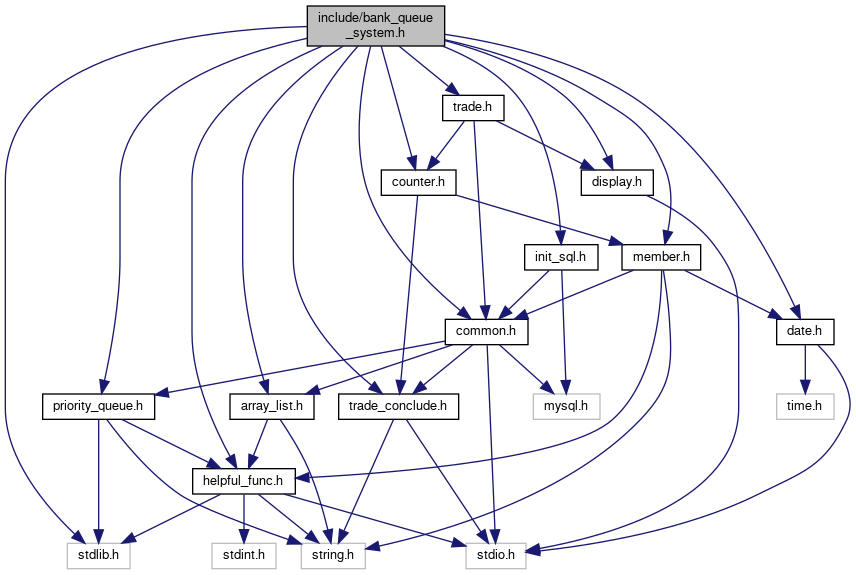 include/bank_queue
_system.h
trade.h
counter.h
display.h
init_sql.h
member.h
common.h
date.h
priority_queue.h
array_list.h
trade_conclude.h
mysql.h
time.h
helpful_func.h
stdlib.h
stdint.h
string.h
stdio.h